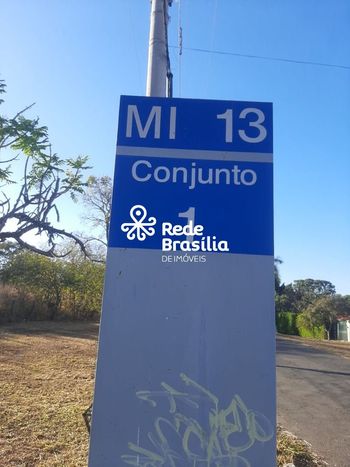 MI 13
Conjunto
1
Rede
Brasília
DE IMÓVEIS